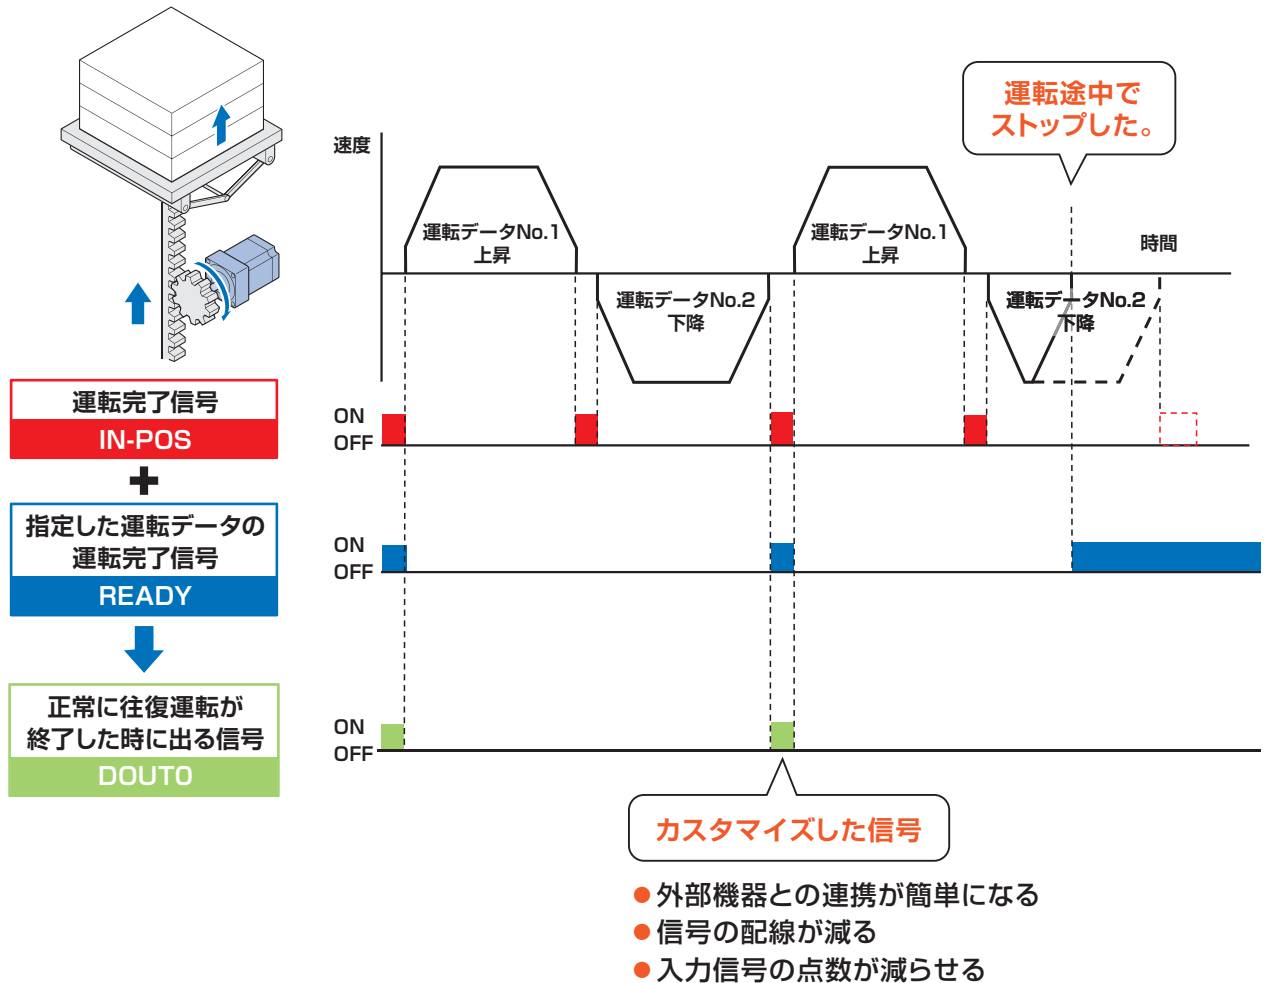 運転途中で
ストップした。
速度
運転データNo.1
上昇
運転データNo.1
上昇
時間
運転データNo.2
下降
運転データNo.2
下降
運転完了信号
IN-POS
ON
OFF
指定した運転データの
運転完了信号
READY
ON
OFF
正常に往復運転が
終了した時に出る信号
DOUT0
ON
OFF
カスタマイズした信号
●外部機器との連携が簡単になる
●信号の配線が減る
●入力信号の点数が減らせる